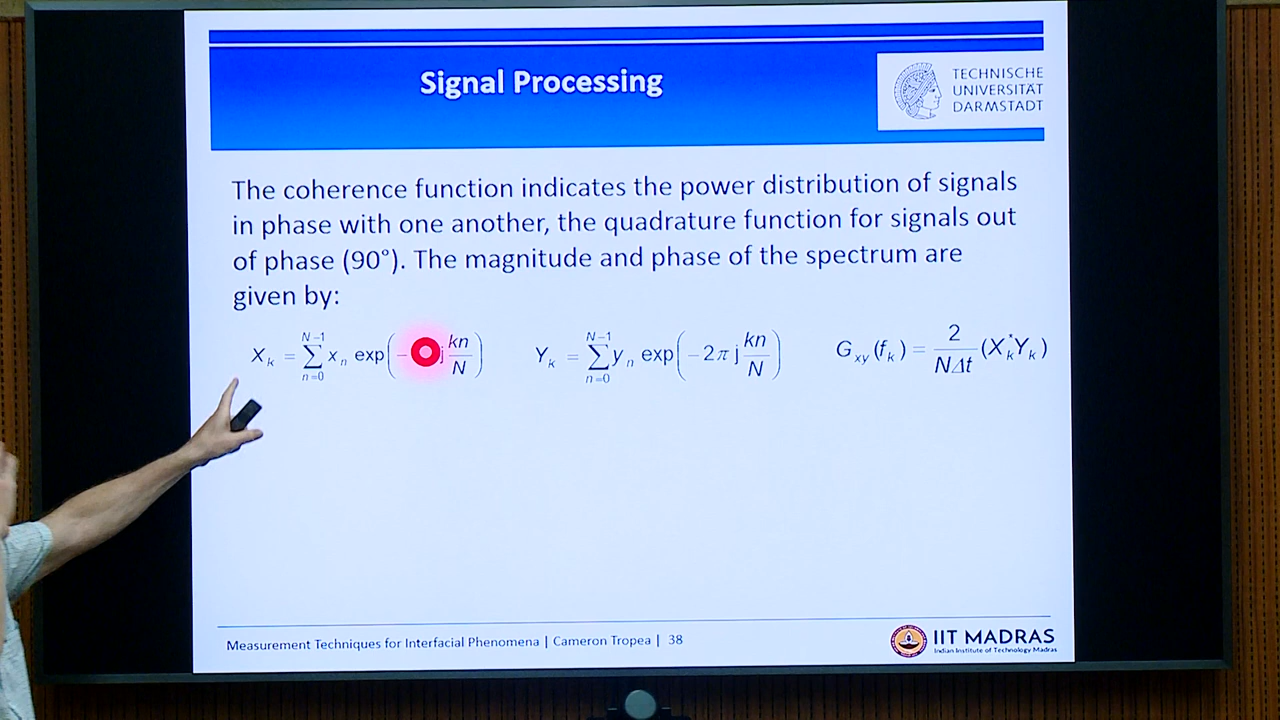 Signal Processing
TECHNISCHE
UNIVERSITÄT
DARMSTADT
The coherence function indicates the power distribution of signals
in phase with one another, the quadrature function for signals out
of phase (90°). The magnitude and phase of the spectrum are
given by:
X_k = \sum_{n=0}^{N-1} x_n exp(- j kn/N) Y_k = \sum_{n=0}^{N-1} y_n exp(-2π j kn/N) G_xy(f_k) = 2/(NΔt) (X_k^* Y_k)
Measurement Techniques for Interfacial Phenomena | Cameron Tropea | 38
IIT MADRAS
Indian Institute of Technology Madras